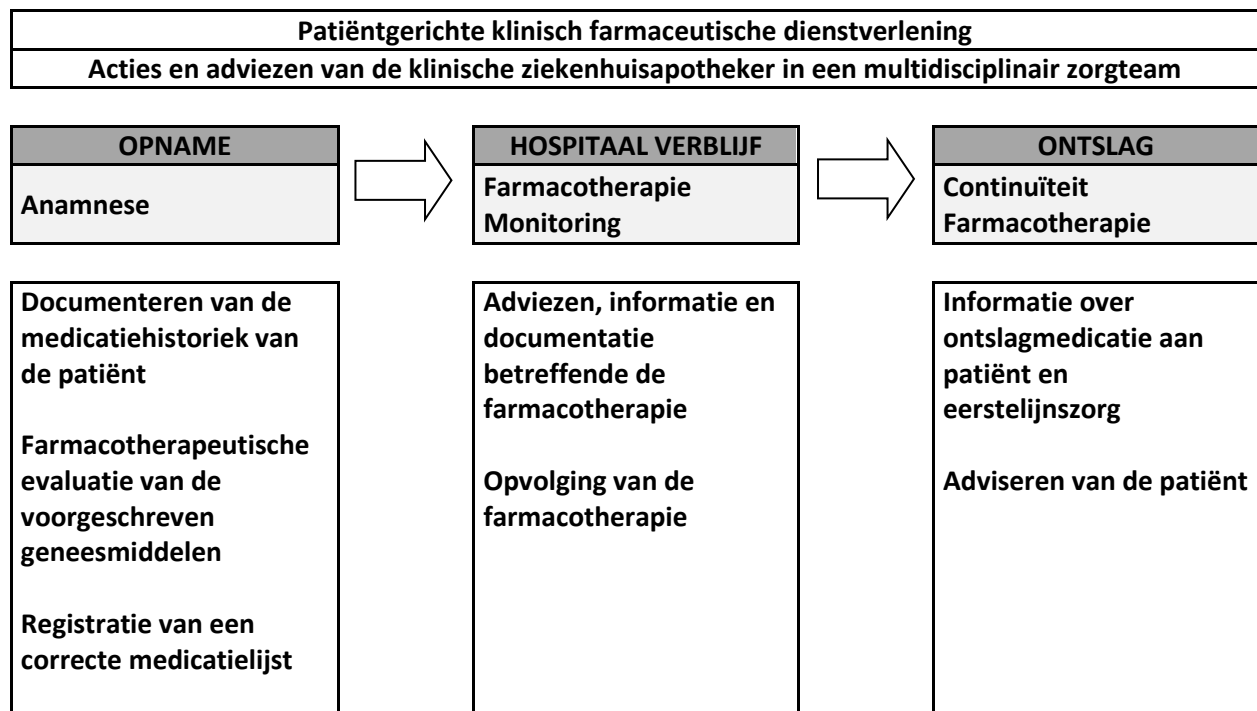 Patiëntgerichte klinisch farmaceutische dienstverlening
Acties en adviezen van de klinische ziekenhuisapotheker in een multidisciplinair zorgteam
OPNAME
Anamnese
HOSPITAAL VERBLIJF
Farmacotherapie
Monitoring
ONTSLAG
Continuïteit
Farmacotherapie
Documenteren van de
medicatiehistoriek van
de patiënt
Farmacotherapeutische
evaluatie van de
voorgeschreven
geneesmiddelen
Registratie van een
correcte medicatielijst
Adviezen, informatie en
documentatie
betreffende de
farmacotherapie
Opvolging van de
farmacotherapie
Informatie over
ontslagmedicatie aan
patiënt en
eerstelijnszorg
Adviseren van de patiënt